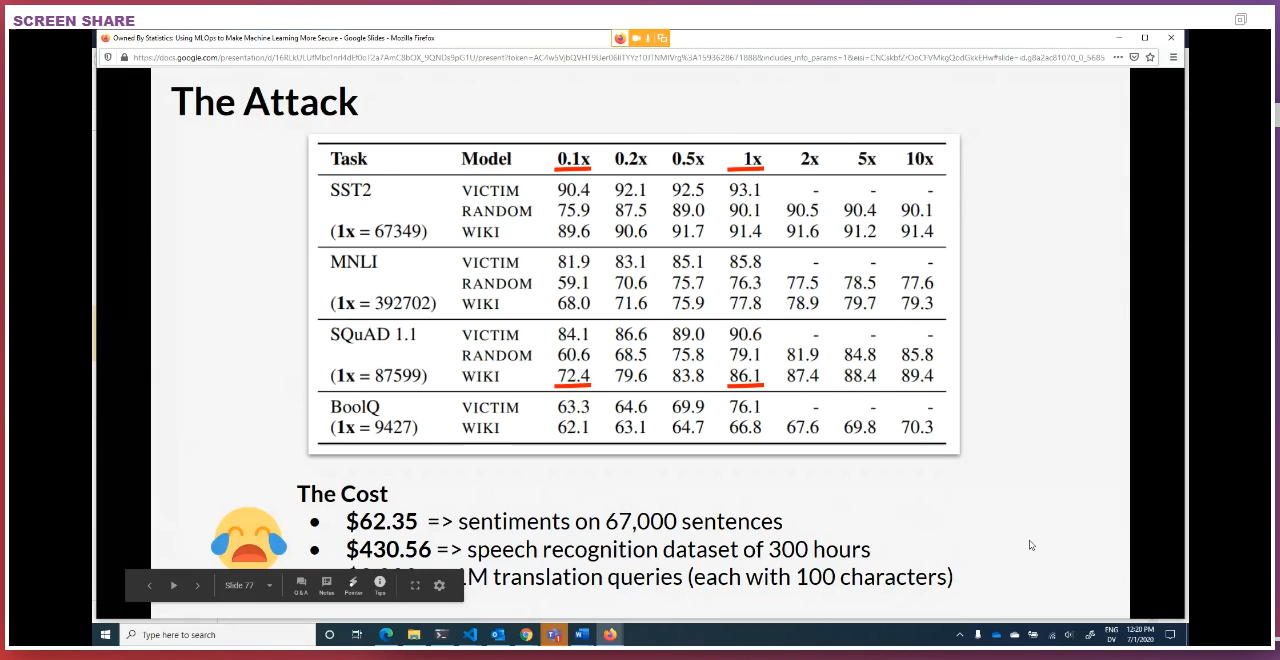 SCREEN SHARE
Owned By Statistics: Using MLOps to Make Machine Learning More Secure - Google Slides - Mozilla Firefox
The Attack
Task Model 0.1x 0.2x 0.5x 1x 2x 5x 10x
SST2 VICTIM 90.4 92.1 92.5 93.1 - - -
RANDOM 75.9 87.5 89.0 90.1 90.5 90.4 90.1
(1x = 67349) WIKI 89.6 90.6 91.7 91.4 91.6 91.2 91.4
MNLI VICTIM 81.9 83.1 85.1 85.8 - - -
RANDOM 59.1 70.6 75.7 76.3 77.5 78.5 77.6
(1x = 392702) WIKI 68.0 71.6 75.9 77.8 78.9 79.7 79.3
SQuAD 1.1 VICTIM 84.1 86.6 89.0 90.6 - - -
RANDOM 60.6 68.5 75.8 79.1 81.9 84.8 85.8
(1x = 87599) WIKI 72.4 79.6 83.8 86.1 87.4 88.4 89.4
BoolQ VICTIM 63.3 64.6 69.9 76.1 - - -
(1x = 9427) WIKI 62.1 63.1 64.7 66.8 67.6 69.8 70.3
The Cost
• $62.35 => sentiments on 67,000 sentences
• $430.56 => speech recognition dataset of 300 hours
M translation queries (each with 100 characters)
Slide 77
Q&A Notes Pointer Tips
Type here to search
ENG 12:20 PM
DV 7/1/2020